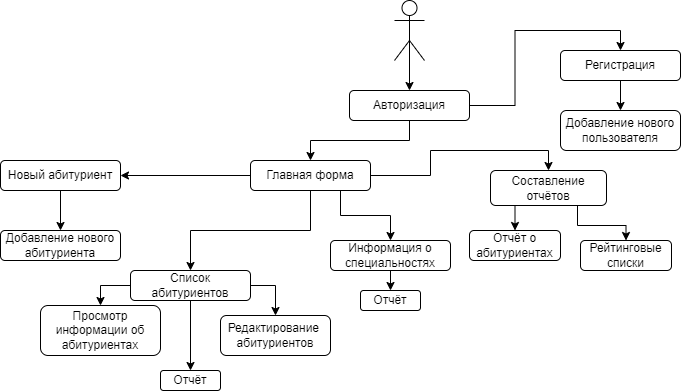 Регистрация
Авторизация
Добавление нового
пользователя
Новый абитуриент
Главная форма
Составление
отчётов
Добавление нового
абитуриента
Информация о
специальностях
Отчёт о
абитуриентах
Рейтинговые
списки
Список
абитуриентов
Отчёт
Просмотр
информации об
абитуриентах
Редактирование
абитуриентов
Отчёт